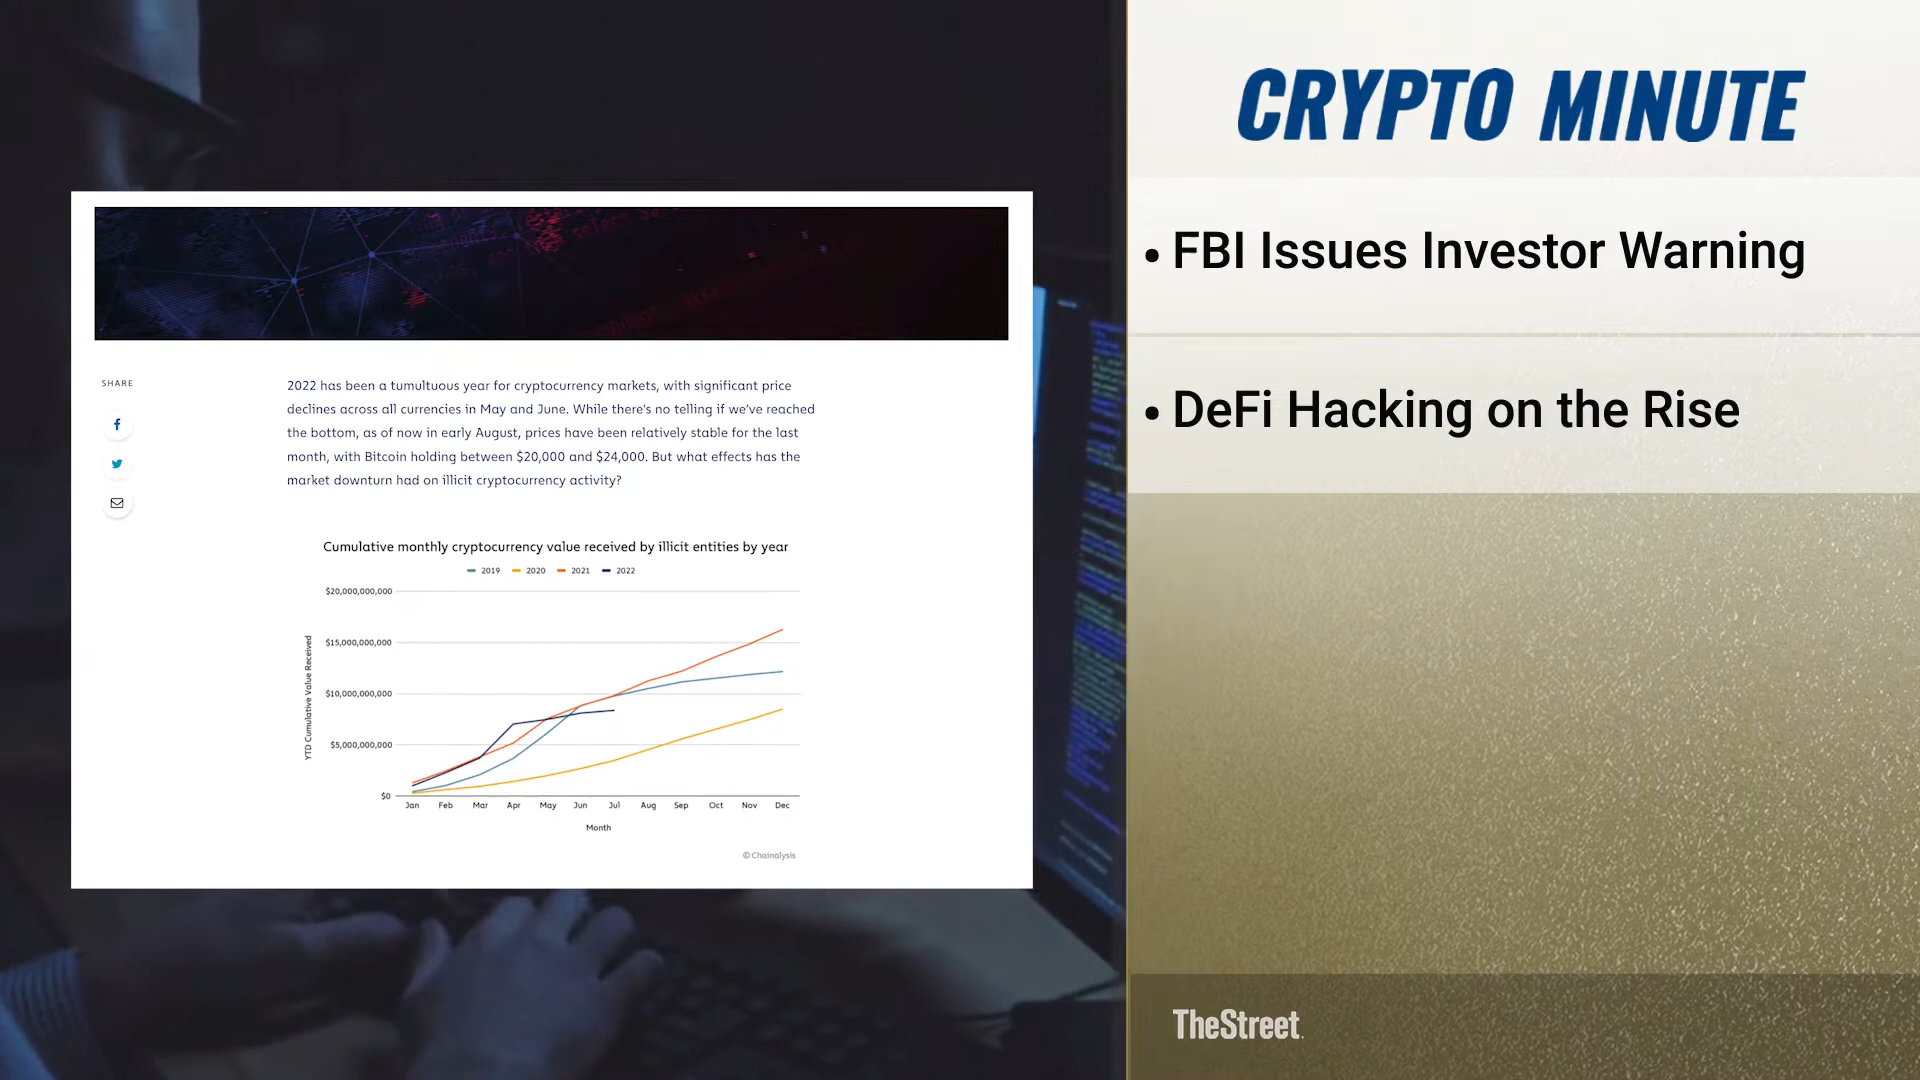 CRYPTO MINUTE
• FBI Issues Investor Warning
• DeFi Hacking on the Rise
TheStreet
SHARE
2022 has been a tumultuous year for cryptocurrency markets, with significant price
declines across all currencies in May and June. While there's no telling if we've reached
the bottom, as of now in early August, prices have been relatively stable for the last
month, with Bitcoin holding between $20,000 and $24,000. But what effects has the
market downturn had on illicit cryptocurrency activity?
Cumulative monthly cryptocurrency value received by illicit entities by year
2019 2020 2021 2022
YTD Cumulative Value Received
$20,000,000,000
$15,000,000,000
$10,000,000,000
$5,000,000,000
$0
Jan Feb Mar Apr May Jun Jul Aug Sep Oct Nov Dec
Month
© Chainalysis